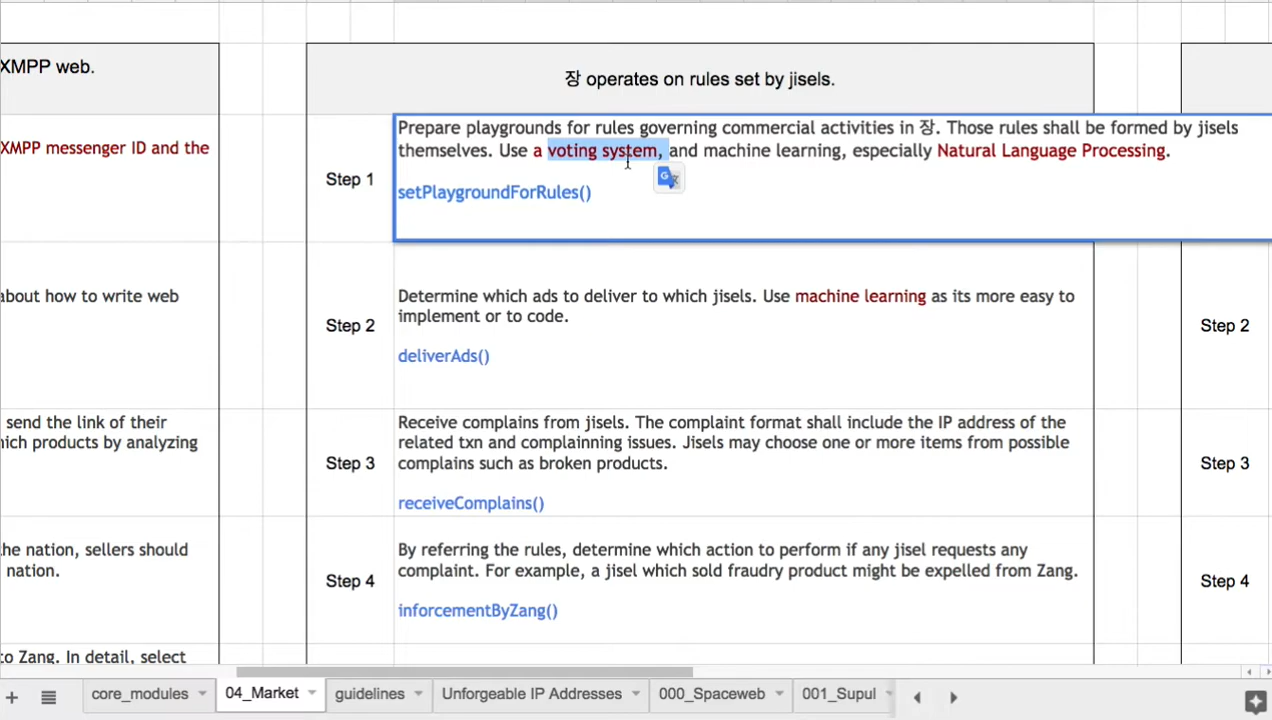 XMPP web.
XMPP messenger ID and the
about how to write web
send the link of their
hich products by analyzing
he nation, sellers should
nation.
to Zang. In detail, select
장 operates on rules set by jisels.
Step 1
Prepare playgrounds for rules governing commercial activities in 장. Those rules shall be formed by jisels
themselves. Use a voting system, and machine learning, especially Natural Language Processing.
setPlaygroundForRules()
Step 2
Determine which ads to deliver to which jisels. Use machine learning as its more easy to
implement or to code.
deliverAds()
Step 3
Receive complains from jisels. The complaint format shall include the IP address of the
related txn and complainning issues. Jisels may choose one or more items from possible
complains such as broken products.
receiveComplains()
Step 4
By referring the rules, determine which action to perform if any jisel requests any
complaint. For example, a jisel which sold fraudry product might be expelled from Zang.
inforcementByZang()
Step 2
Step 3
Step 4
core_modules
04_Market
guidelines
Unforgeable IP Addresses
000_Spaceweb
001_Supul